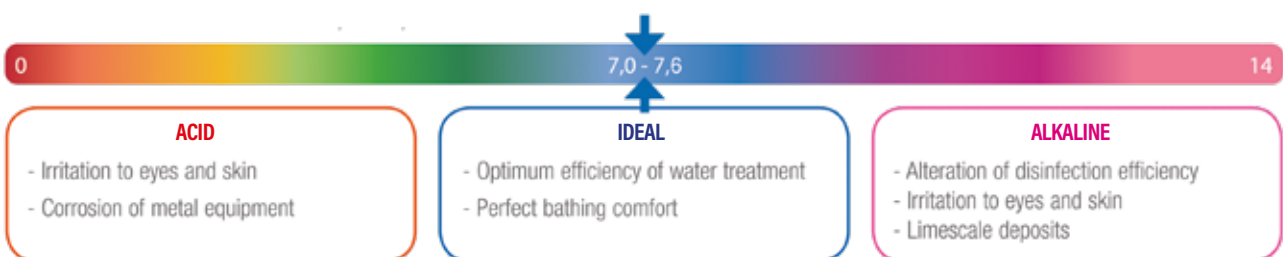 0
7,0 - 7,6
14
ACID
- Irritation to eyes and skin
- Corrosion of metal equipment
IDEAL
- Optimum efficiency of water treatment
- Perfect bathing comfort
ALKALINE
- Alteration of disinfection efficiency
- Irritation to eyes and skin
- Limescale deposits